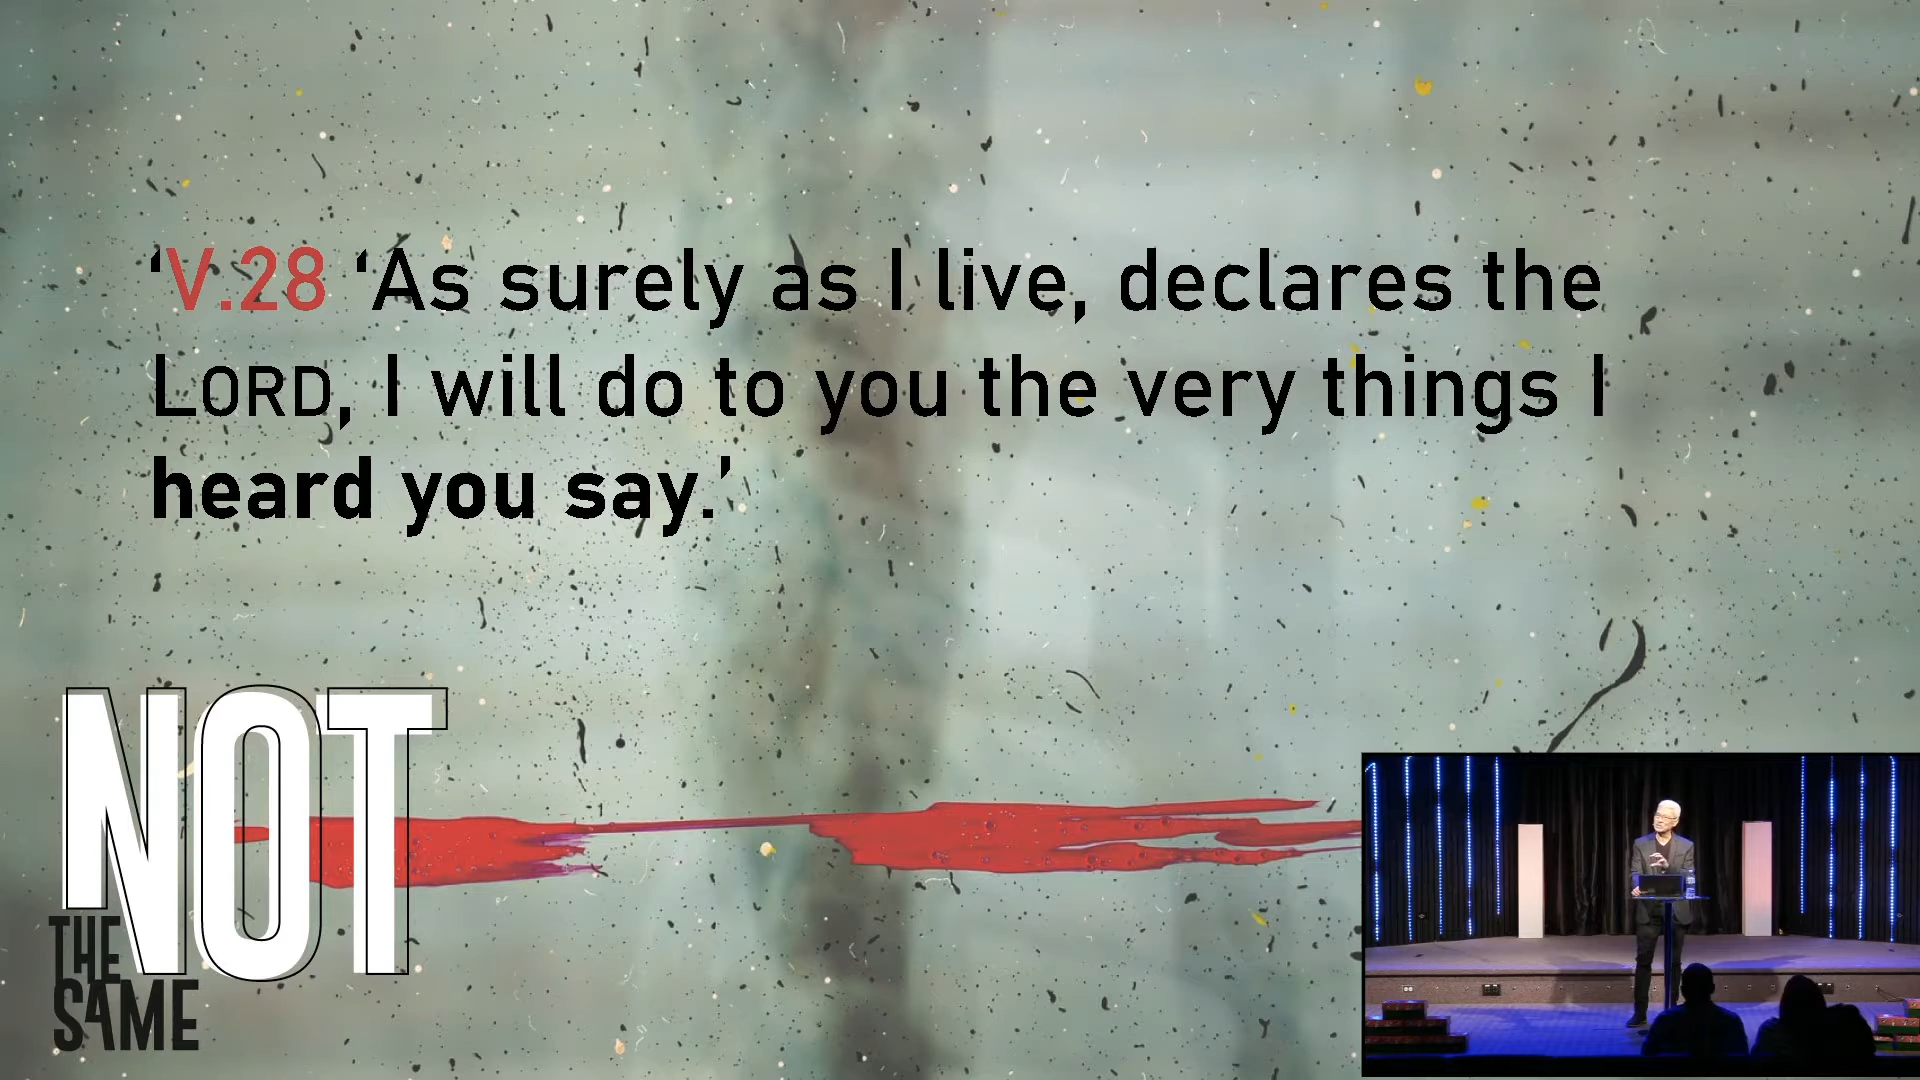 ‘V.28 ‘As surely as I live, declares the
LORD, I will do to you the very things I
heard you say.’
NOT
THE
SAME